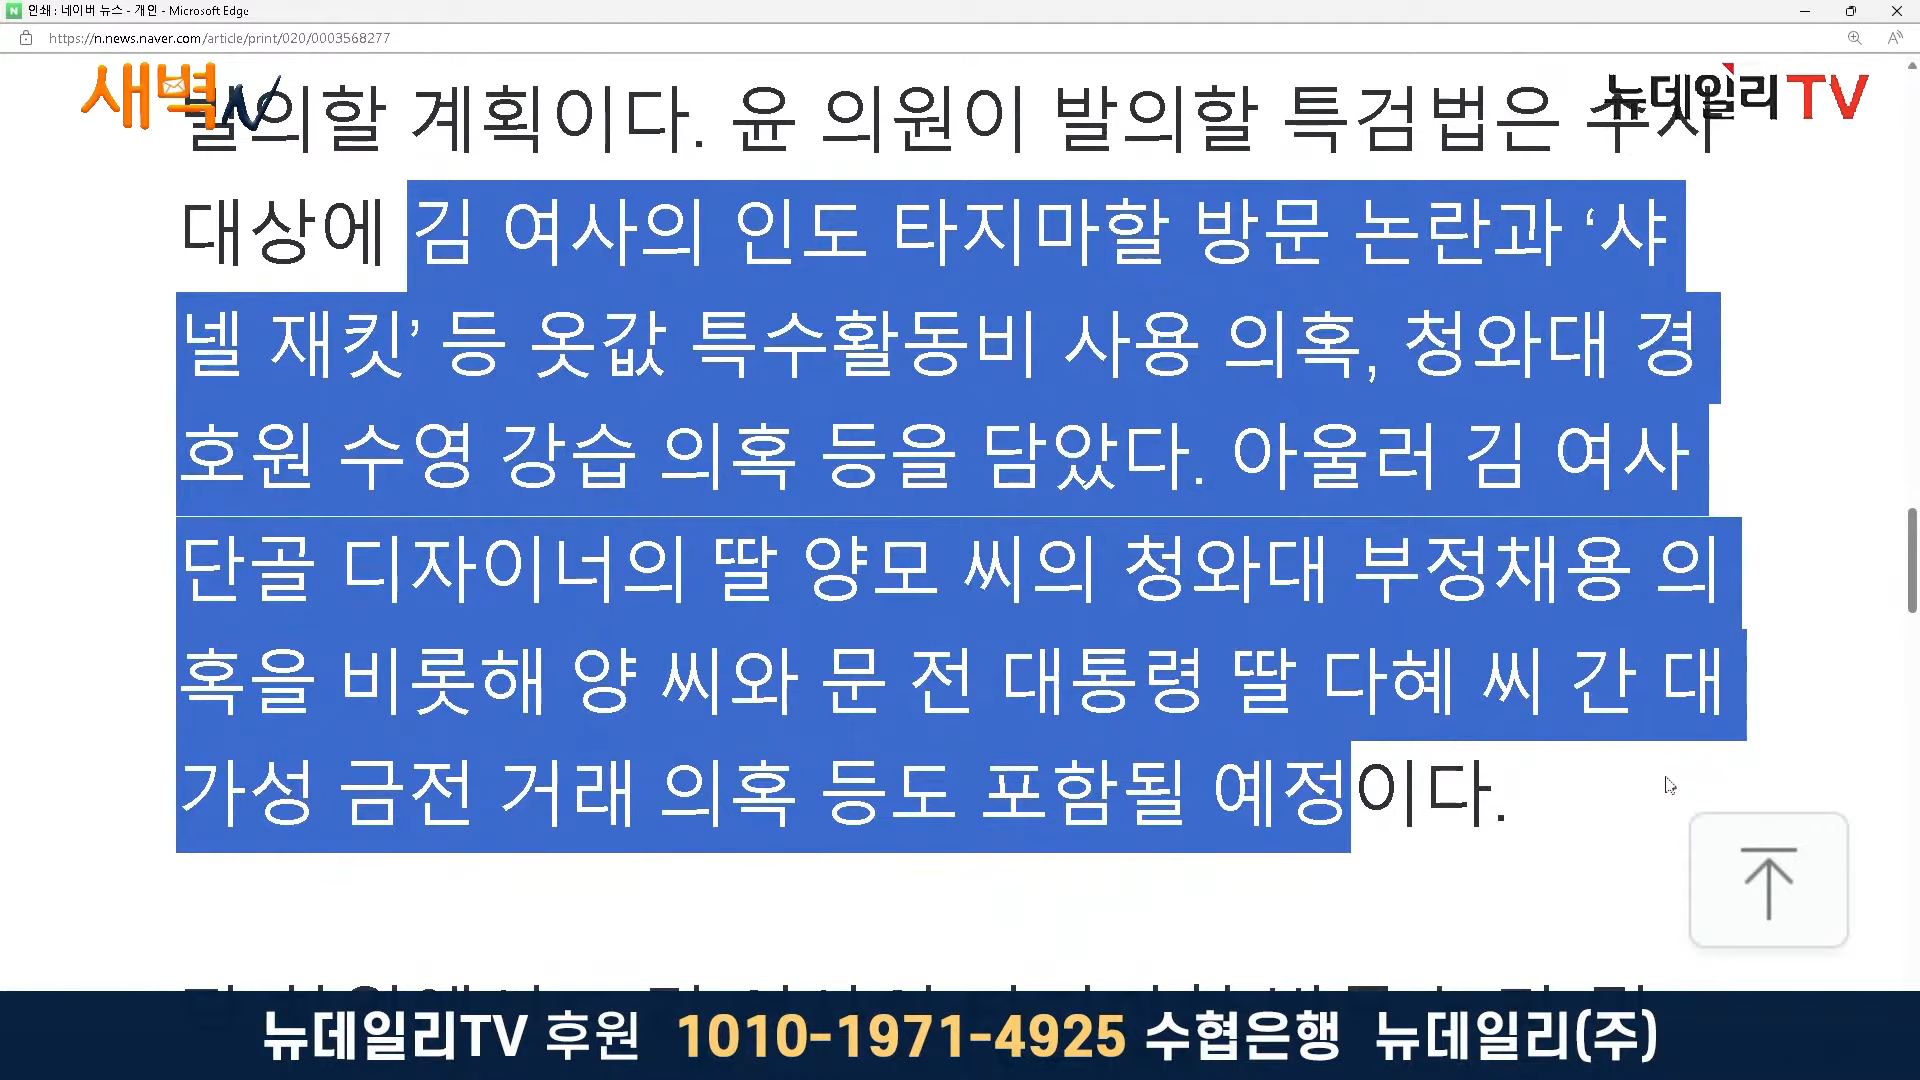 인쇄 : 네이버 뉴스 - 개인 - Microsoft Edge
https://n.news.naver.com/article/print/020/0003568277
새벽N
뉴데일리TV
발의할 계획이다. 윤 의원이 발의할 특검법은 수사
대상에 김 여사의 인도 타지마할 방문 논란과 ‘샤
넬 재킷’ 등 옷값 특수활동비 사용 의혹, 청와대 경
호원 수영 강습 의혹 등을 담았다. 아울러 김 여사
단골 디자이너의 딸 양모 씨의 청와대 부정채용 의
혹을 비롯해 양 씨와 문 전 대통령 딸 다혜 씨 간 대
가성 금전 거래 의혹 등도 포함될 예정이다.
뉴데일리TV 후원 1010-1971-4925 수협은행 뉴데일리(주)